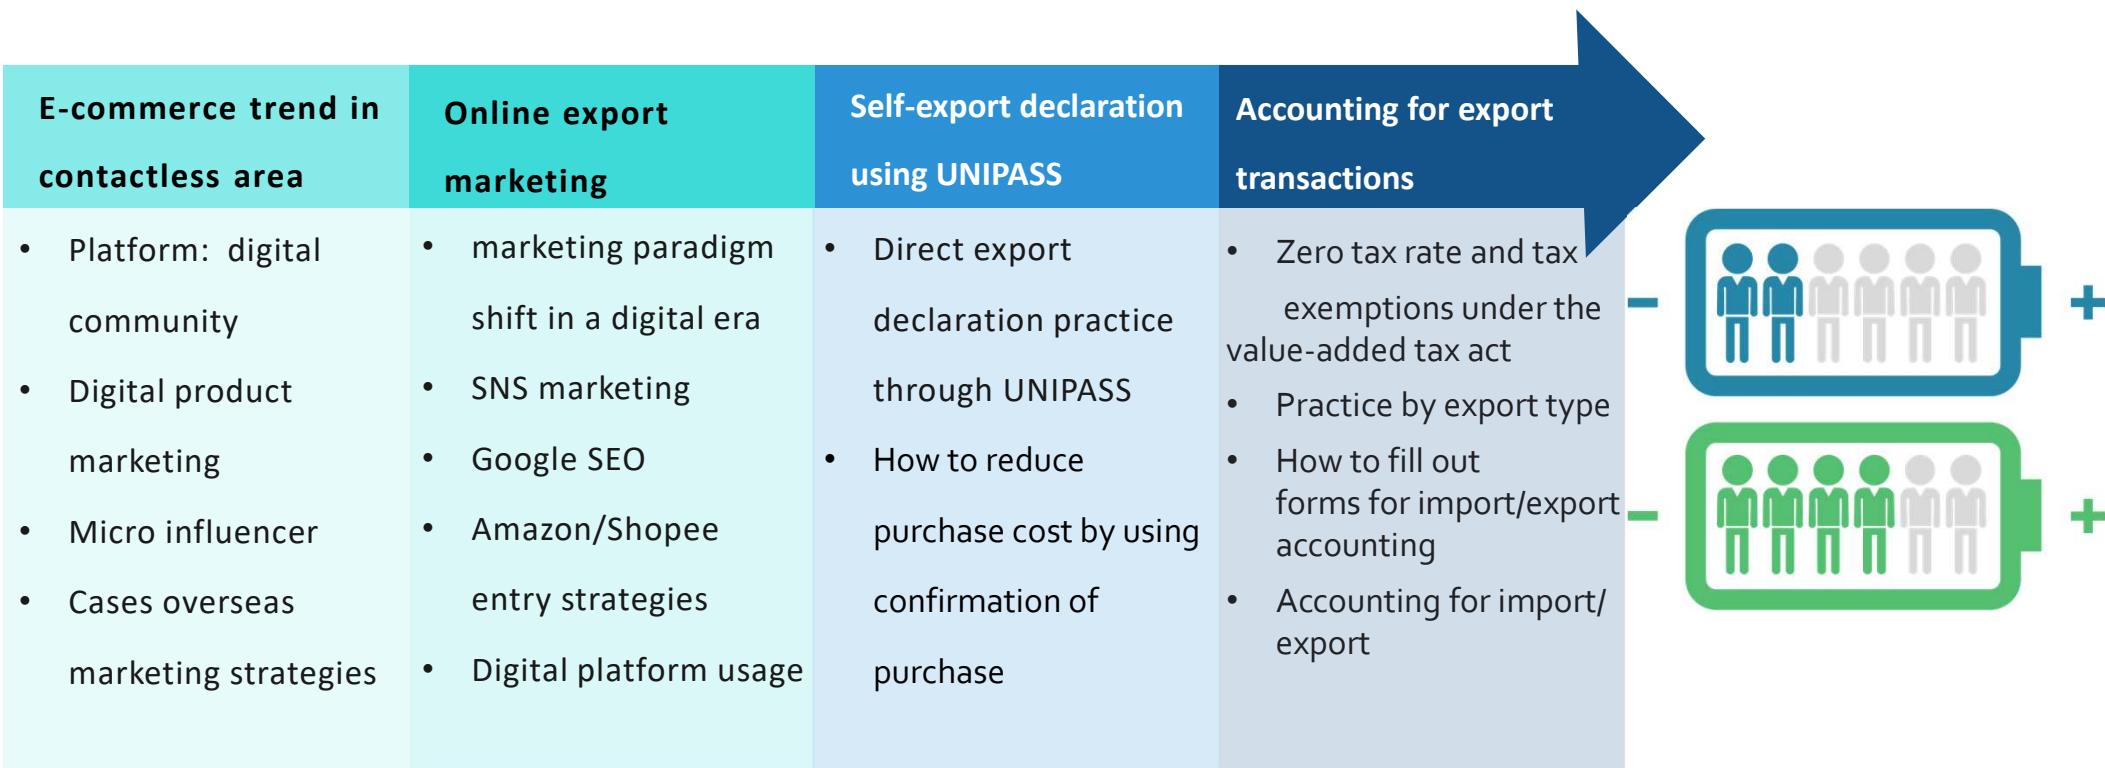 E-commerce trend in
contactless area
• Platform: digital
community
• Digital product
marketing
• Micro influencer
• Cases overseas
marketing strategies
Online export
marketing
• marketing paradigm
shift in a digital era
• SNS marketing
• Google SEO
• Amazon/Shopee
entry strategies
• Digital platform usage
Self-export declaration
using UNIPASS
• Direct export
declaration practice
through UNIPASS
• How to reduce
purchase cost by using
confirmation of
purchase
Accounting for export
transactions
• Zero tax rate and tax
exemptions under the
value-added tax act
• Practice by export type
• How to fill out
forms for import/export
accounting
• Accounting for import/
export
– +
– +